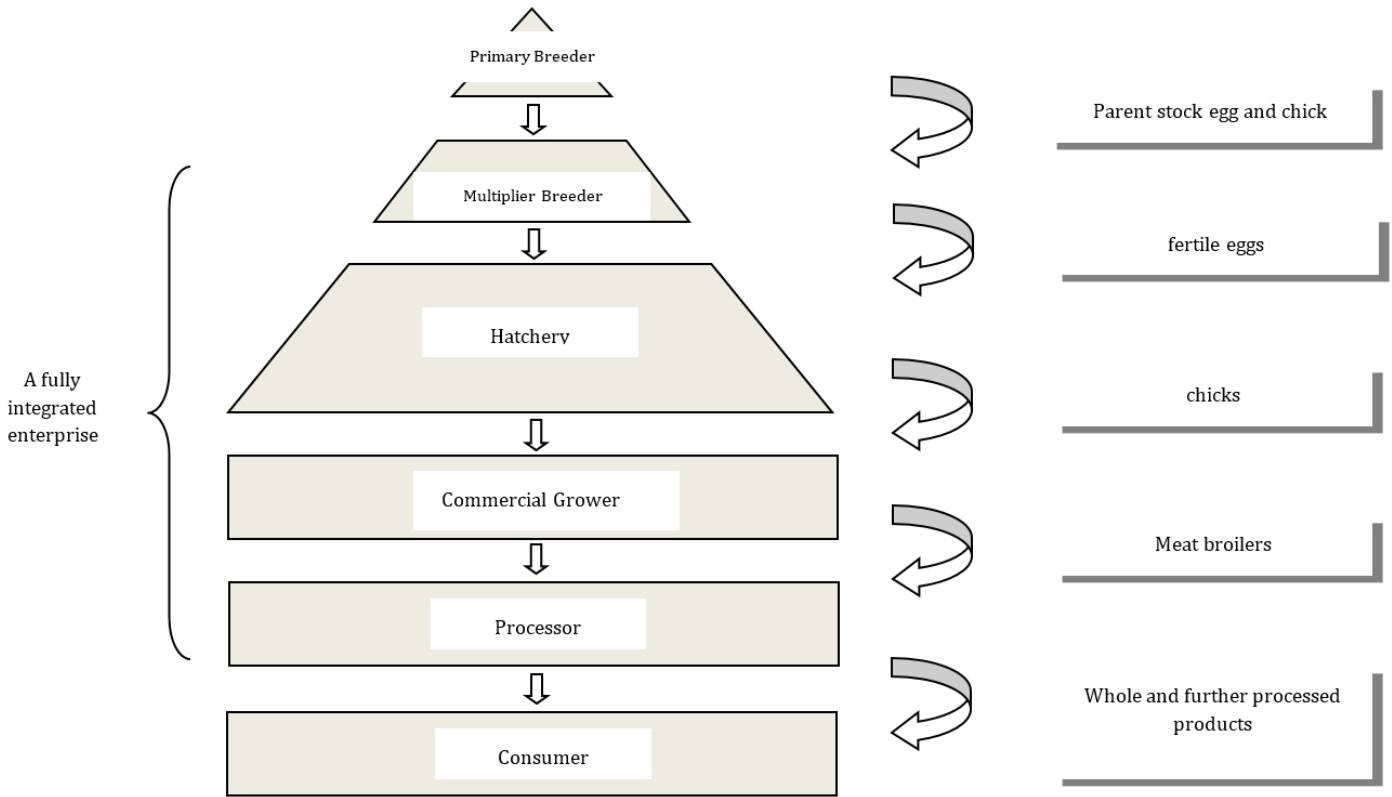 Primary Breeder
Parent stock egg and chick
Multiplier Breeder
fertile eggs
Hatchery
A fully
integrated
enterprise
chicks
Commercial Grower
Meat broilers
Processor
Whole and further processed
products
Consumer